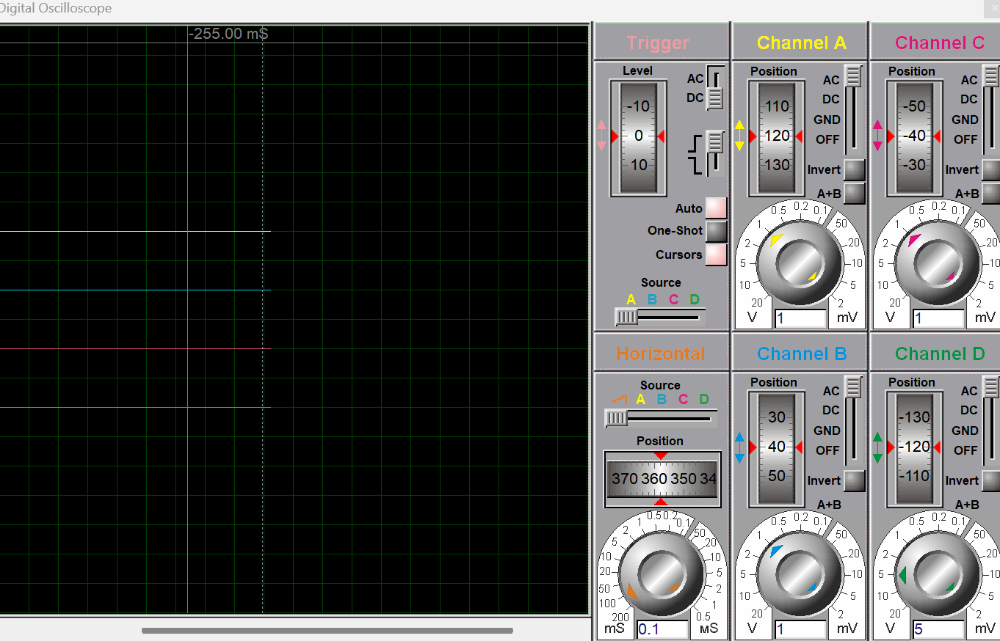 Digital Oscilloscope
-255.00 mS
Trigger
Level
-10
0
10
AC
DC
Auto
One-Shot
Cursors
Source
A B C D
Channel A
Position
110
120
130
AC
DC
GND
OFF
Invert
A+B
20 10 5 2 1 0.5 0.2 0.1 50 20 10 5 2
V 1 mV
Channel C
Position
-50
-40
-30
AC
DC
GND
OFF
Invert
A+B
20 10 5 2 1 0.5 0.2 0.1 50 20 10 5 2
V 1 mV
Horizontal
Source
A B C D
Position
370 360 350 34
200 100 50 20 10 5 2 1 0.5 0.2 0.1 50 20 10 5 2 1 0.5
mS 0.1 мS
Channel B
Position
30
40
50
AC
DC
GND
OFF
Invert
A+B
20 10 5 2 1 0.5 0.2 0.1 50 20 10 5 2
V 1 mV
Channel D
Position
-130
-120
-110
AC
DC
GND
OFF
Invert
A+B
20 10 5 2 1 0.5 0.2 0.1 50 20 10 5 2
V 5 mV